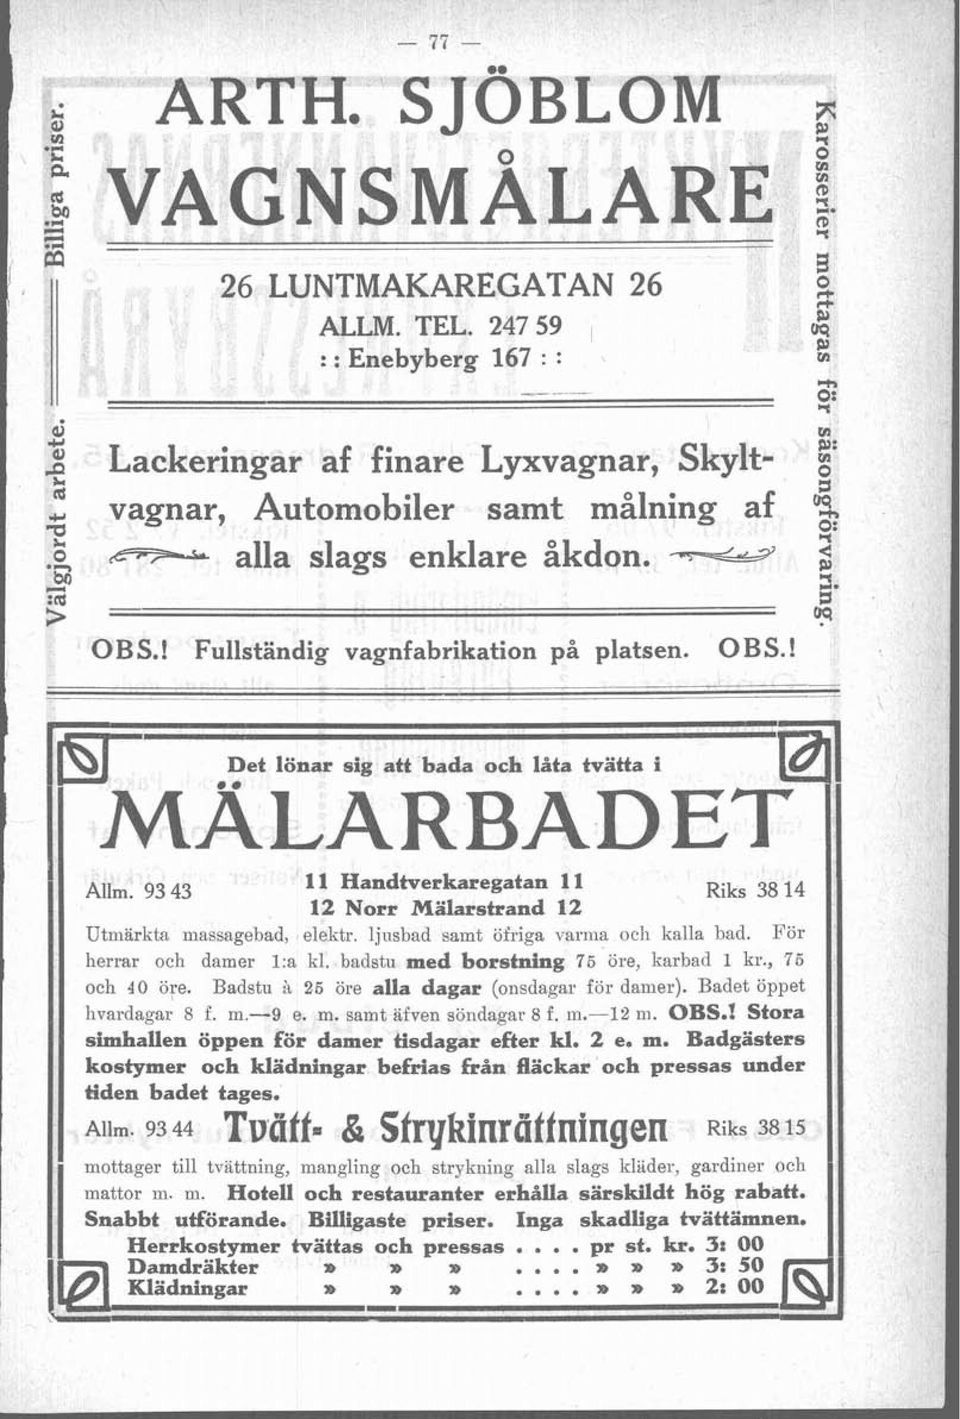 — 77 —
ARTH. SJÖBLOM
VAGNSMÅLARE
Billiga priser.
Välgjordt arbete.
Karosserier mottagas för säsongförvaring.
26 LUNTMAKAREGATAN 26
ALLM. TEL. 247 59
: : Enebyberg 167 : :
Lackeringar af finare Lyxvagnar, Skylt-
vagnar, Automobiler samt målning af
alla slags enklare åkdon.
OBS.! Fullständig vagnfabrikation på platsen. OBS.!
Det lönar sig att bada och låta tvätta i
MÄLARBADET
Allm. 93 43 11 Handtverkaregatan 11 Riks 38 14
12 Norr Mälarstrand 12
Utmärkta massagebad, elektr. ljusbad samt öfriga varma och kalla bad. För
herrar och damer 1:a kl. badstu med borstning 75 öre, karbad 1 kr., 75
och 40 öre. Badstu à 25 öre alla dagar (onsdagar för damer). Badet öppet
hvardagar 8 f. m.—9 e. m. samt äfven söndagar 8 f. m.—12 m. OBS.! Stora
simhallen öppen för damer tisdagar efter kl. 2 e. m. Badgästers
kostymer och klädningar befrias från fläckar och pressas under
tiden badet tages.
Allm. 93 44 Tvätt- & Strykinrättningen Riks 38 15
mottager till tvättning, mangling och strykning alla slags kläder, gardiner och
mattor m. m. Hotell och restauranter erhålla särskildt hög rabatt.
Snabbt utförande. Billigaste priser. Inga skadliga tvättämnen.
Herrkostymer tvättas och pressas . . . . pr st. kr. 3: 00
Damdräkter » » » . . . . » » » 3: 50
Klädningar » » » . . . . » » » 2: 00